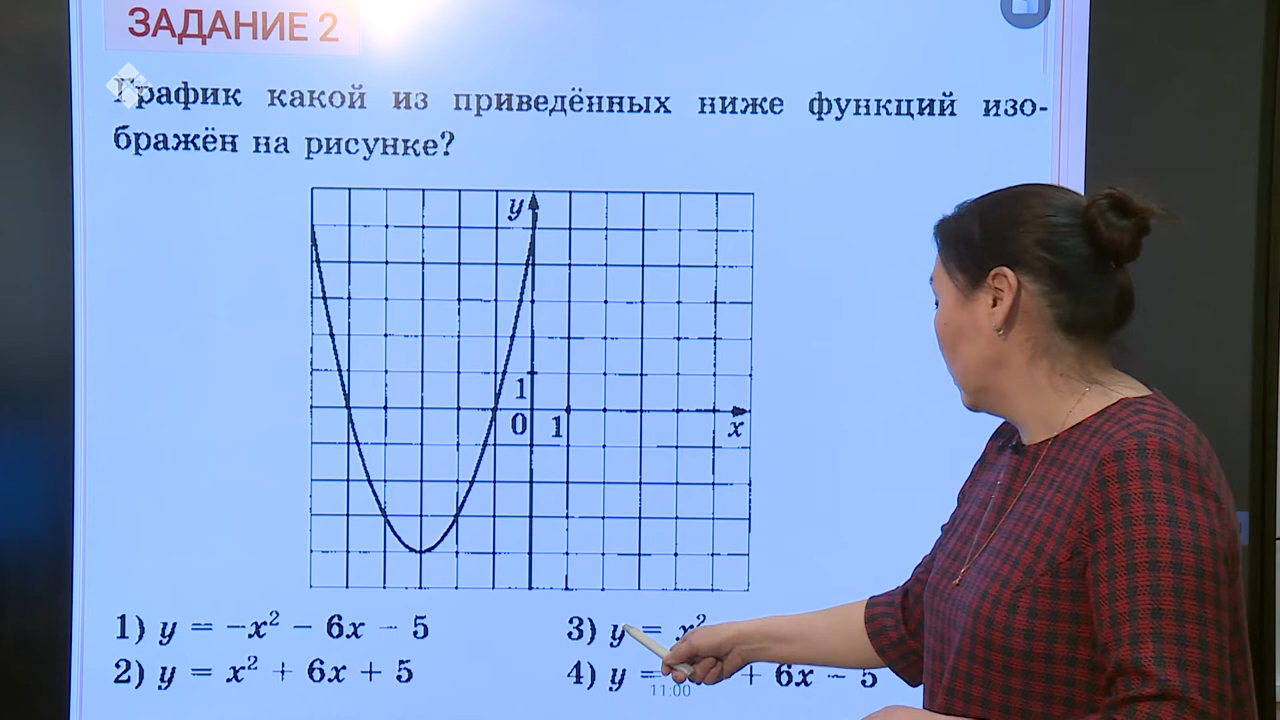 ЗАДАНИЕ 2
График какой из приведённых ниже функций изо-
бражён на рисунке?
y
1
0 1
x
1) y = -x² - 6x - 5
3) y = x²
2) y = x² + 6x + 5
4) y = + 6x - 5
11:00